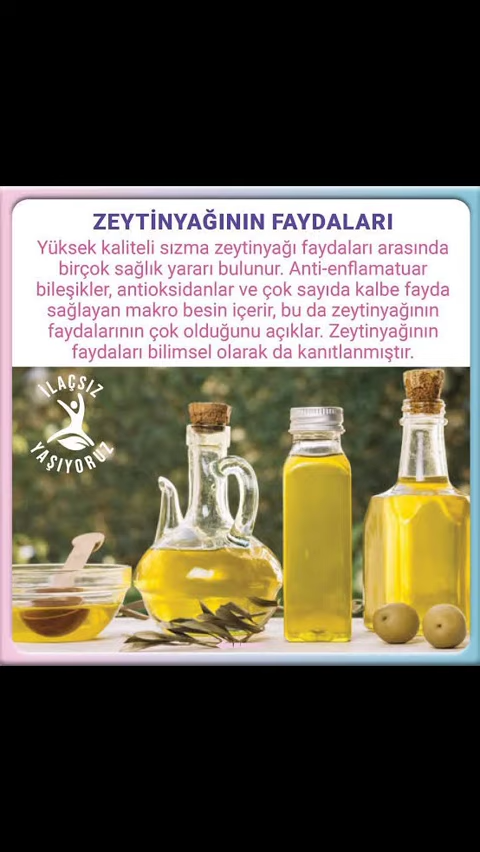 ZEYTİNYAĞININ FAYDALARI
Yüksek kaliteli sızma zeytinyağı faydaları arasında
birçok sağlık yararı bulunur. Anti-enflamatuar
bileşikler, antioksidanlar ve çok sayıda kalbe fayda
sağlayan makro besin içerir, bu da zeytinyağının
faydalarının çok olduğunu açıklar. Zeytinyağının
faydaları bilimsel olarak da kanıtlanmıştır.
İLAÇSIZ
YAŞIYORUZ